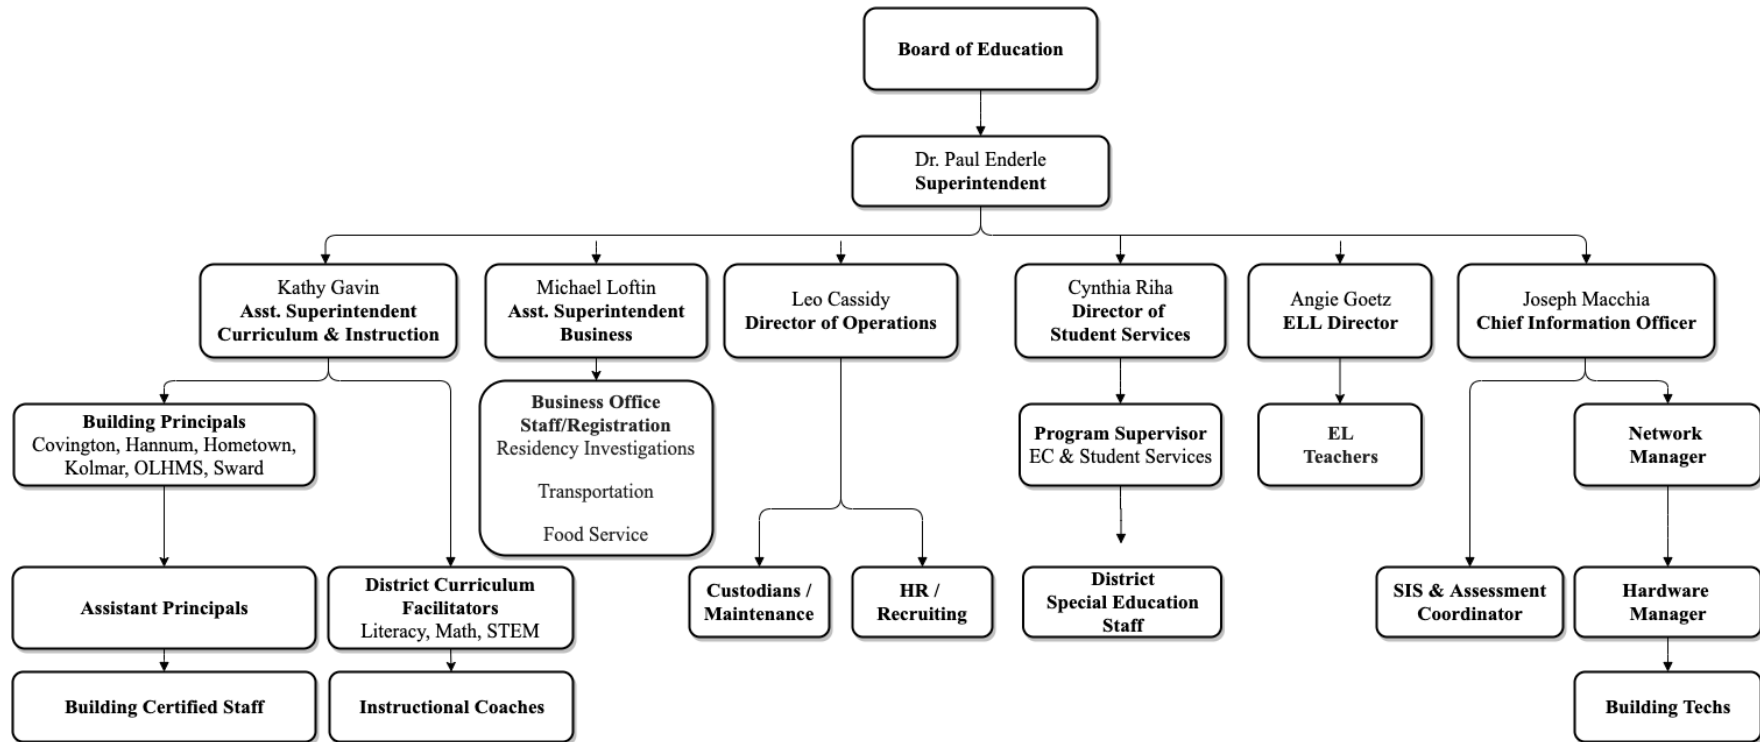 Board of Education
Dr. Paul Enderle
Superintendent
Kathy Gavin
Asst. Superintendent
Curriculum & Instruction
Michael Loftin
Asst. Superintendent
Business
Leo Cassidy
Director of Operations
Cynthia Riha
Director of
Student Services
Angie Goetz
ELL Director
Joseph Macchia
Chief Information Officer
Building Principals
Covington, Hannum, Hometown,
Kolmar, OLHMS, Sward
Business Office
Staff/Registration
Residency Investigations
Transportation
Food Service
Program Supervisor
EC & Student Services
EL
Teachers
Network
Manager
Assistant Principals
District Curriculum
Facilitators
Literacy, Math, STEM
Custodians /
Maintenance
HR /
Recruiting
District
Special Education
Staff
SIS & Assessment
Coordinator
Hardware
Manager
Building Certified Staff
Instructional Coaches
Building Techs